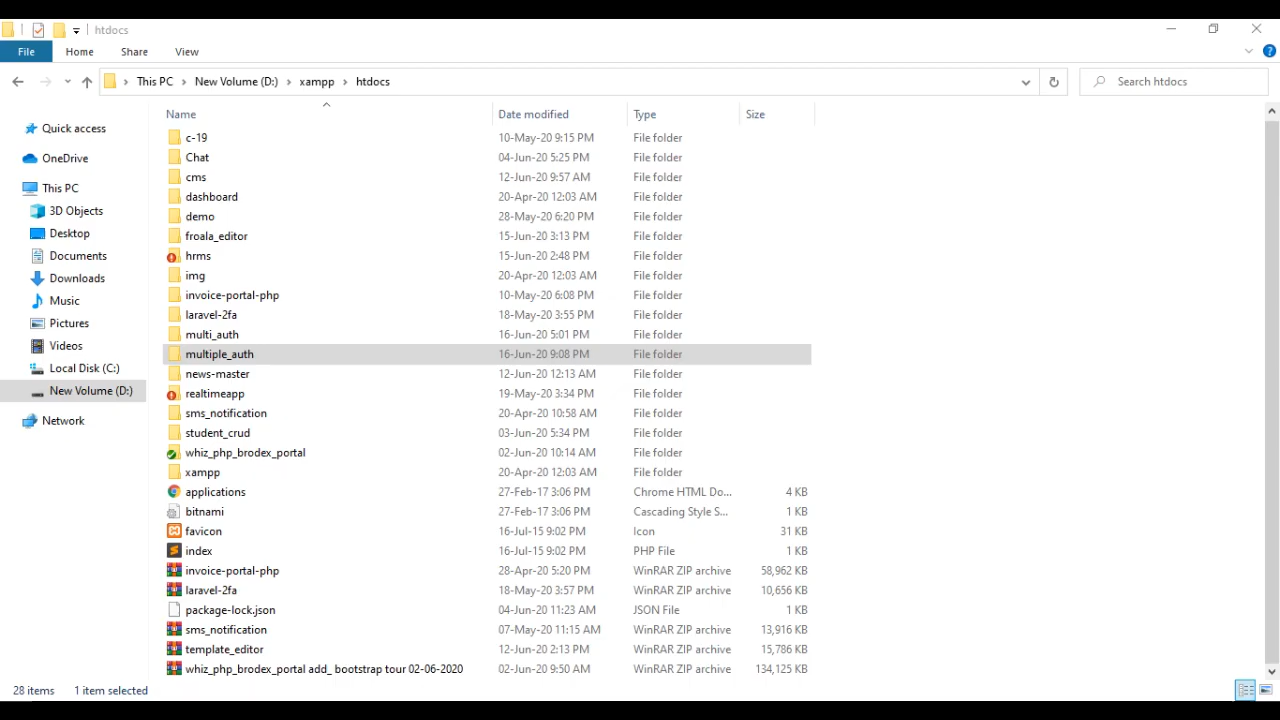 htdocs
File Home Share View
This PC New Volume (D:) xampp htdocs Search htdocs
Name Date modified Type Size
Quick access
OneDrive
This PC
3D Objects
Desktop
Documents
Downloads
Music
Pictures
Videos
Local Disk (C:)
New Volume (D:)
Network
c-19 10-May-20 9:15 PM File folder
Chat 04-Jun-20 5:25 PM File folder
cms 12-Jun-20 9:57 AM File folder
dashboard 20-Apr-20 12:03 AM File folder
demo 28-May-20 6:20 PM File folder
froala_editor 15-Jun-20 3:13 PM File folder
hrms 15-Jun-20 2:48 PM File folder
img 20-Apr-20 12:03 AM File folder
invoice-portal-php 10-May-20 6:08 PM File folder
laravel-2fa 18-May-20 3:55 PM File folder
multi_auth 16-Jun-20 5:01 PM File folder
multiple_auth 16-Jun-20 9:08 PM File folder
news-master 12-Jun-20 12:13 AM File folder
realtimeapp 19-May-20 3:34 PM File folder
sms_notification 20-Apr-20 10:58 AM File folder
student_crud 03-Jun-20 5:34 PM File folder
whiz_php_brodex_portal 02-Jun-20 10:14 AM File folder
xampp 20-Apr-20 12:03 AM File folder
applications 27-Feb-17 3:06 PM Chrome HTML Do... 4 KB
bitnami 27-Feb-17 3:06 PM Cascading Style S... 1 KB
favicon 16-Jul-15 9:02 PM Icon 31 KB
index 16-Jul-15 9:02 PM PHP File 1 KB
invoice-portal-php 28-Apr-20 5:20 PM WinRAR ZIP archive 58,962 KB
laravel-2fa 18-May-20 3:57 PM WinRAR ZIP archive 10,656 KB
package-lock.json 04-Jun-20 11:23 AM JSON File 1 KB
sms_notification 07-May-20 11:15 AM WinRAR ZIP archive 13,916 KB
template_editor 12-Jun-20 2:13 PM WinRAR ZIP archive 15,786 KB
whiz_php_brodex_portal add_ bootstrap tour 02-06-2020 02-Jun-20 9:50 AM WinRAR ZIP archive 134,125 KB
28 items 1 item selected